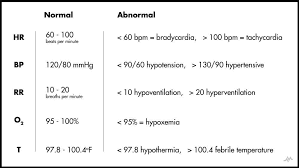 Normal Abnormal
HR 60 - 100 < 60 bpm = bradycardia, > 100 bpm = tachycardia
beats per minute
BP 120/80 mmHg < 90/60 hypotension, > 130/90 hypertensive
RR 10 - 20 < 10 hypoventilation, > 20 hyperventilation
breaths per minute
O₂ 95 - 100% < 95% = hypoxemia
T 97.8 - 100.4°F < 97.8 hypothermia, > 100.4 febrile temperature